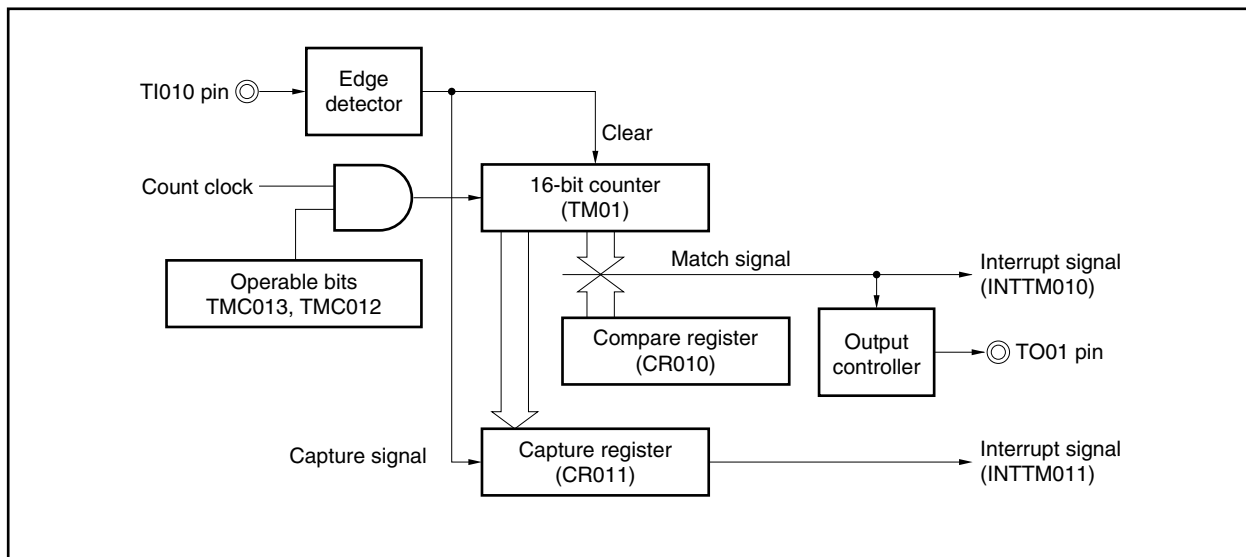 TI010 pin
Edge
detector
Clear
Count clock
16-bit counter
(TM01)
Operable bits
TMC013, TMC012
Match signal
Interrupt signal
(INTTM010)
Compare register
(CR010)
Output
controller
TO01 pin
Capture signal
Capture register
(CR011)
Interrupt signal
(INTTM011)